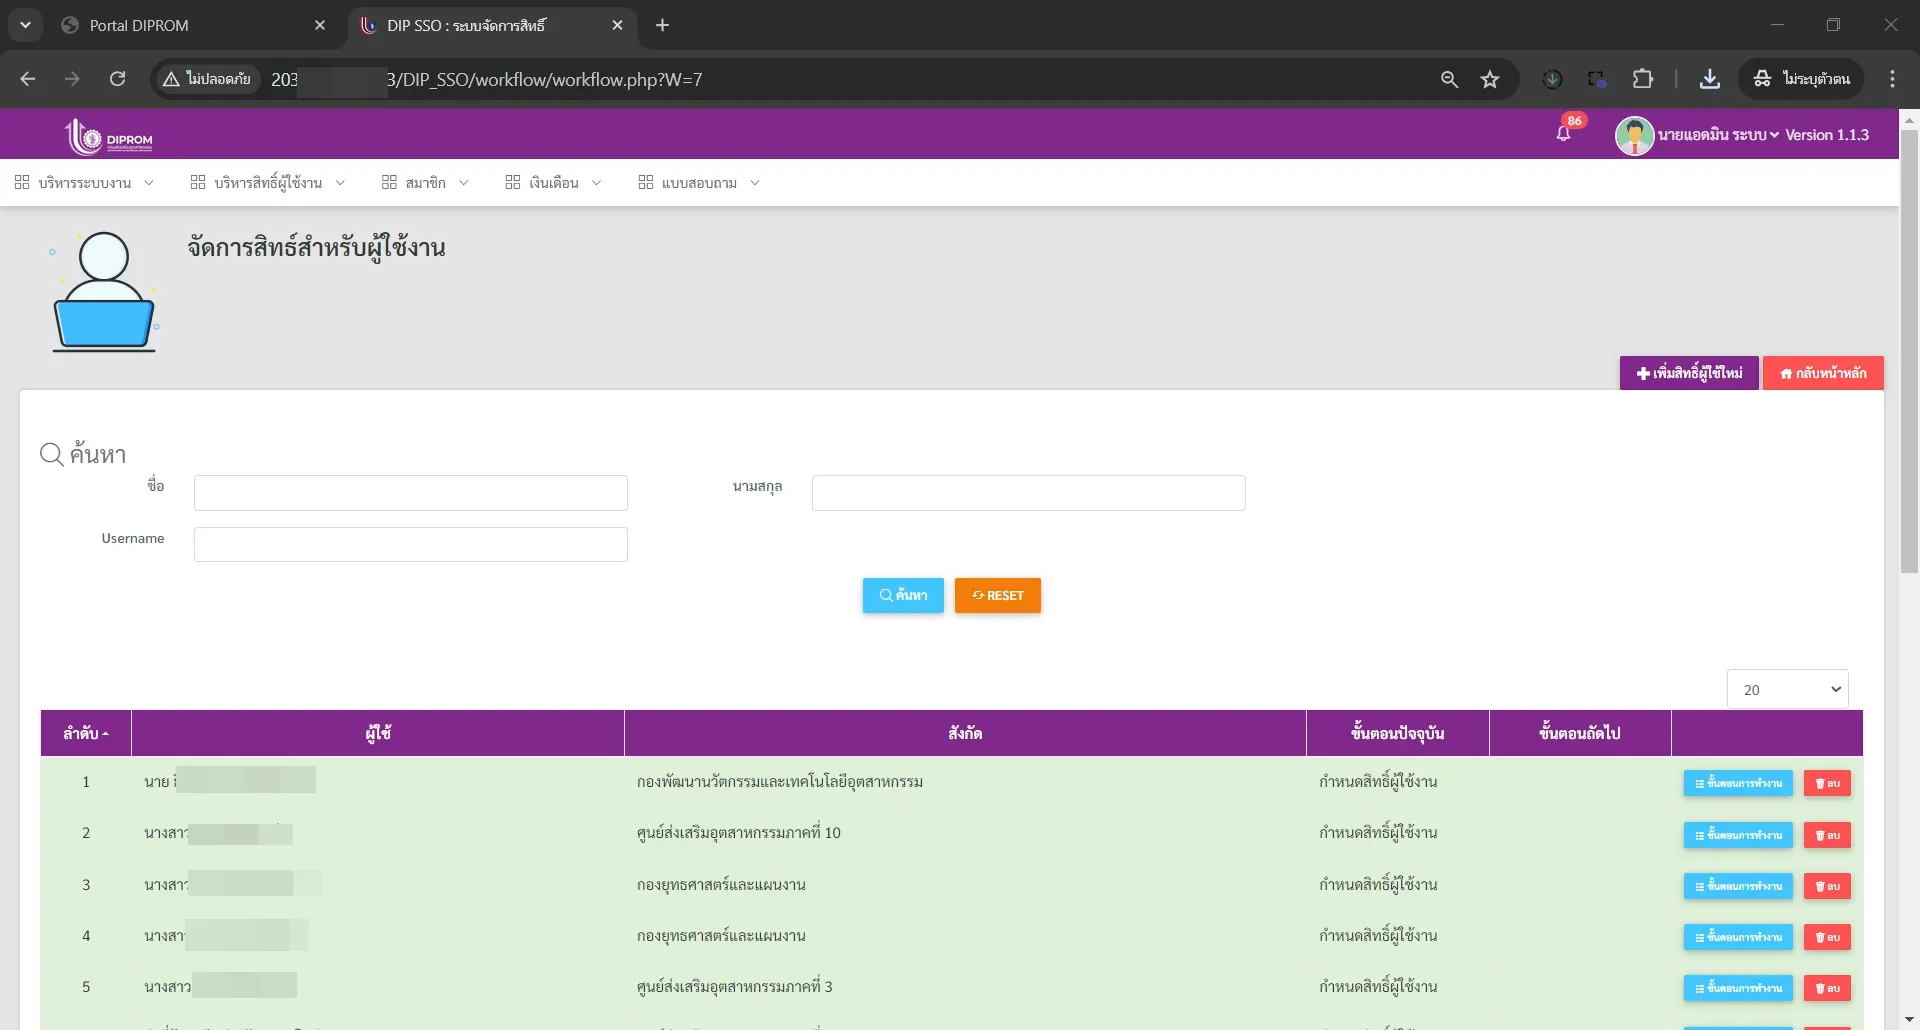 Portal DIPROM
DIP SSO : ระบบจัดการสิทธิ์
ไม่ปลอดภัย
203
3/DIP_SSO/workflow/workflow.php?W=7
ไม่ระบุตัวตน
DIPROM
86
นายแอดมิน ระบบ
Version 1.1.3
บริหารระบบงาน
บริหารสิทธิ์ผู้ใช้งาน
สมาชิก
เงินเดือน
แบบสอบถาม
จัดการสิทธ์สำหรับผู้ใช้งาน
เพิ่มสิทธิ์ผู้ใช้ใหม่
กลับหน้าหลัก
ค้นหา
ชื่อ
นามสกุล
Username
ค้นหา
RESET
20
ลำดับ ผู้ใช้ สังกัด ขั้นตอนปัจจุบัน ขั้นตอนถัดไป
1 นาย กองพัฒนานวัตกรรมและเทคโนโลยีอุตสาหกรรม กำหนดสิทธิ์ผู้ใช้งาน ขั้นตอนการทำงาน ลบ
2 นางสาว ศูนย์ส่งเสริมอุตสาหกรรมภาคที่ 10 กำหนดสิทธิ์ผู้ใช้งาน ขั้นตอนการทำงาน ลบ
3 นางสาว กองยุทธศาสตร์และแผนงาน กำหนดสิทธิ์ผู้ใช้งาน ขั้นตอนการทำงาน ลบ
4 นางสา กองยุทธศาสตร์และแผนงาน กำหนดสิทธิ์ผู้ใช้งาน ขั้นตอนการทำงาน ลบ
5 นางสาว ศูนย์ส่งเสริมอุตสาหกรรมภาคที่ 3 กำหนดสิทธิ์ผู้ใช้งาน ขั้นตอนการทำงาน ลบ